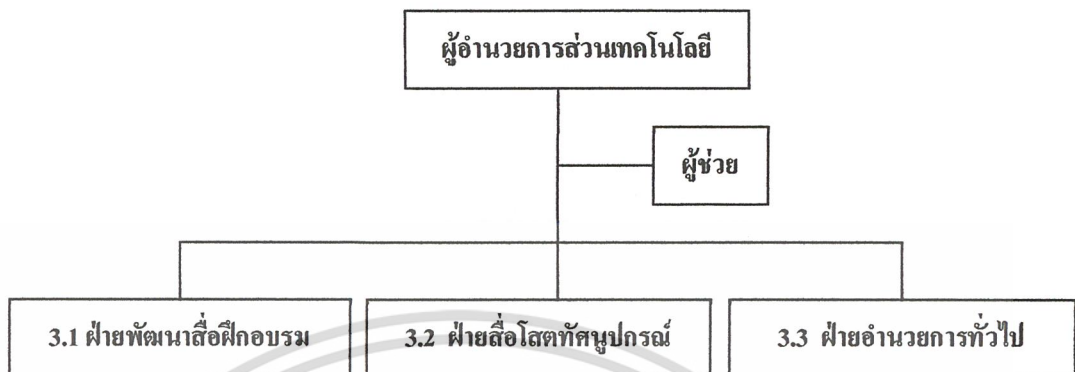 ผู้อำนวยการส่วนเทคโนโลยี
ผู้ช่วย
3.1 ฝ่ายพัฒนาสื่อฝึกอบรม
3.2 ฝ่ายสื่อโสตทัศนูปกรณ์
3.3 ฝ่ายอำนวยการทั่วไป